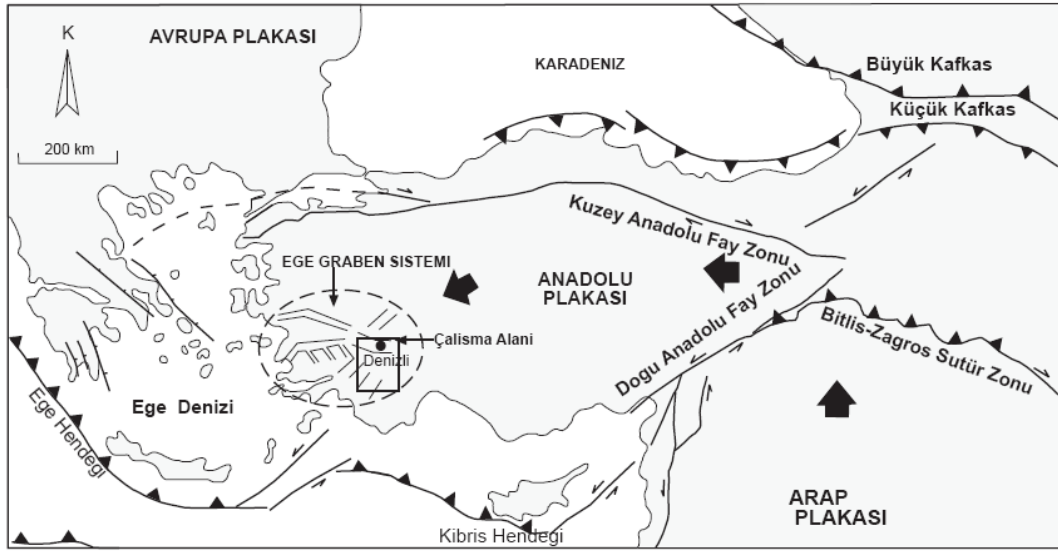 AVRUPA PLAKASI
K
200 km
KARADENIZ
Büyük Kafkas
Küçük Kafkas
Kuzey Anadolu Fay Zonu
EGE GRABEN SISTEMI
ANADOLU
PLAKASI
Dogu Anadolu Fay Zonu
Bitlis-Zagros Sutür Zonu
Çalisma Alani
Denizli
Ege Denizi
Ege Hendegi
ARAP
PLAKASI
Kibris Hendegi